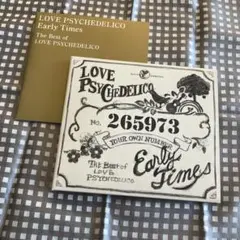 LOVE PSYCHEDELICO
Early Times
The Best of
LOVE PSYCHEDELICO
LOVE
PSYCHEDELICO
No. 265973
YOUR OWN NUMBER
The Best of
LOVE
PSYCHEDELICO
Early
Times